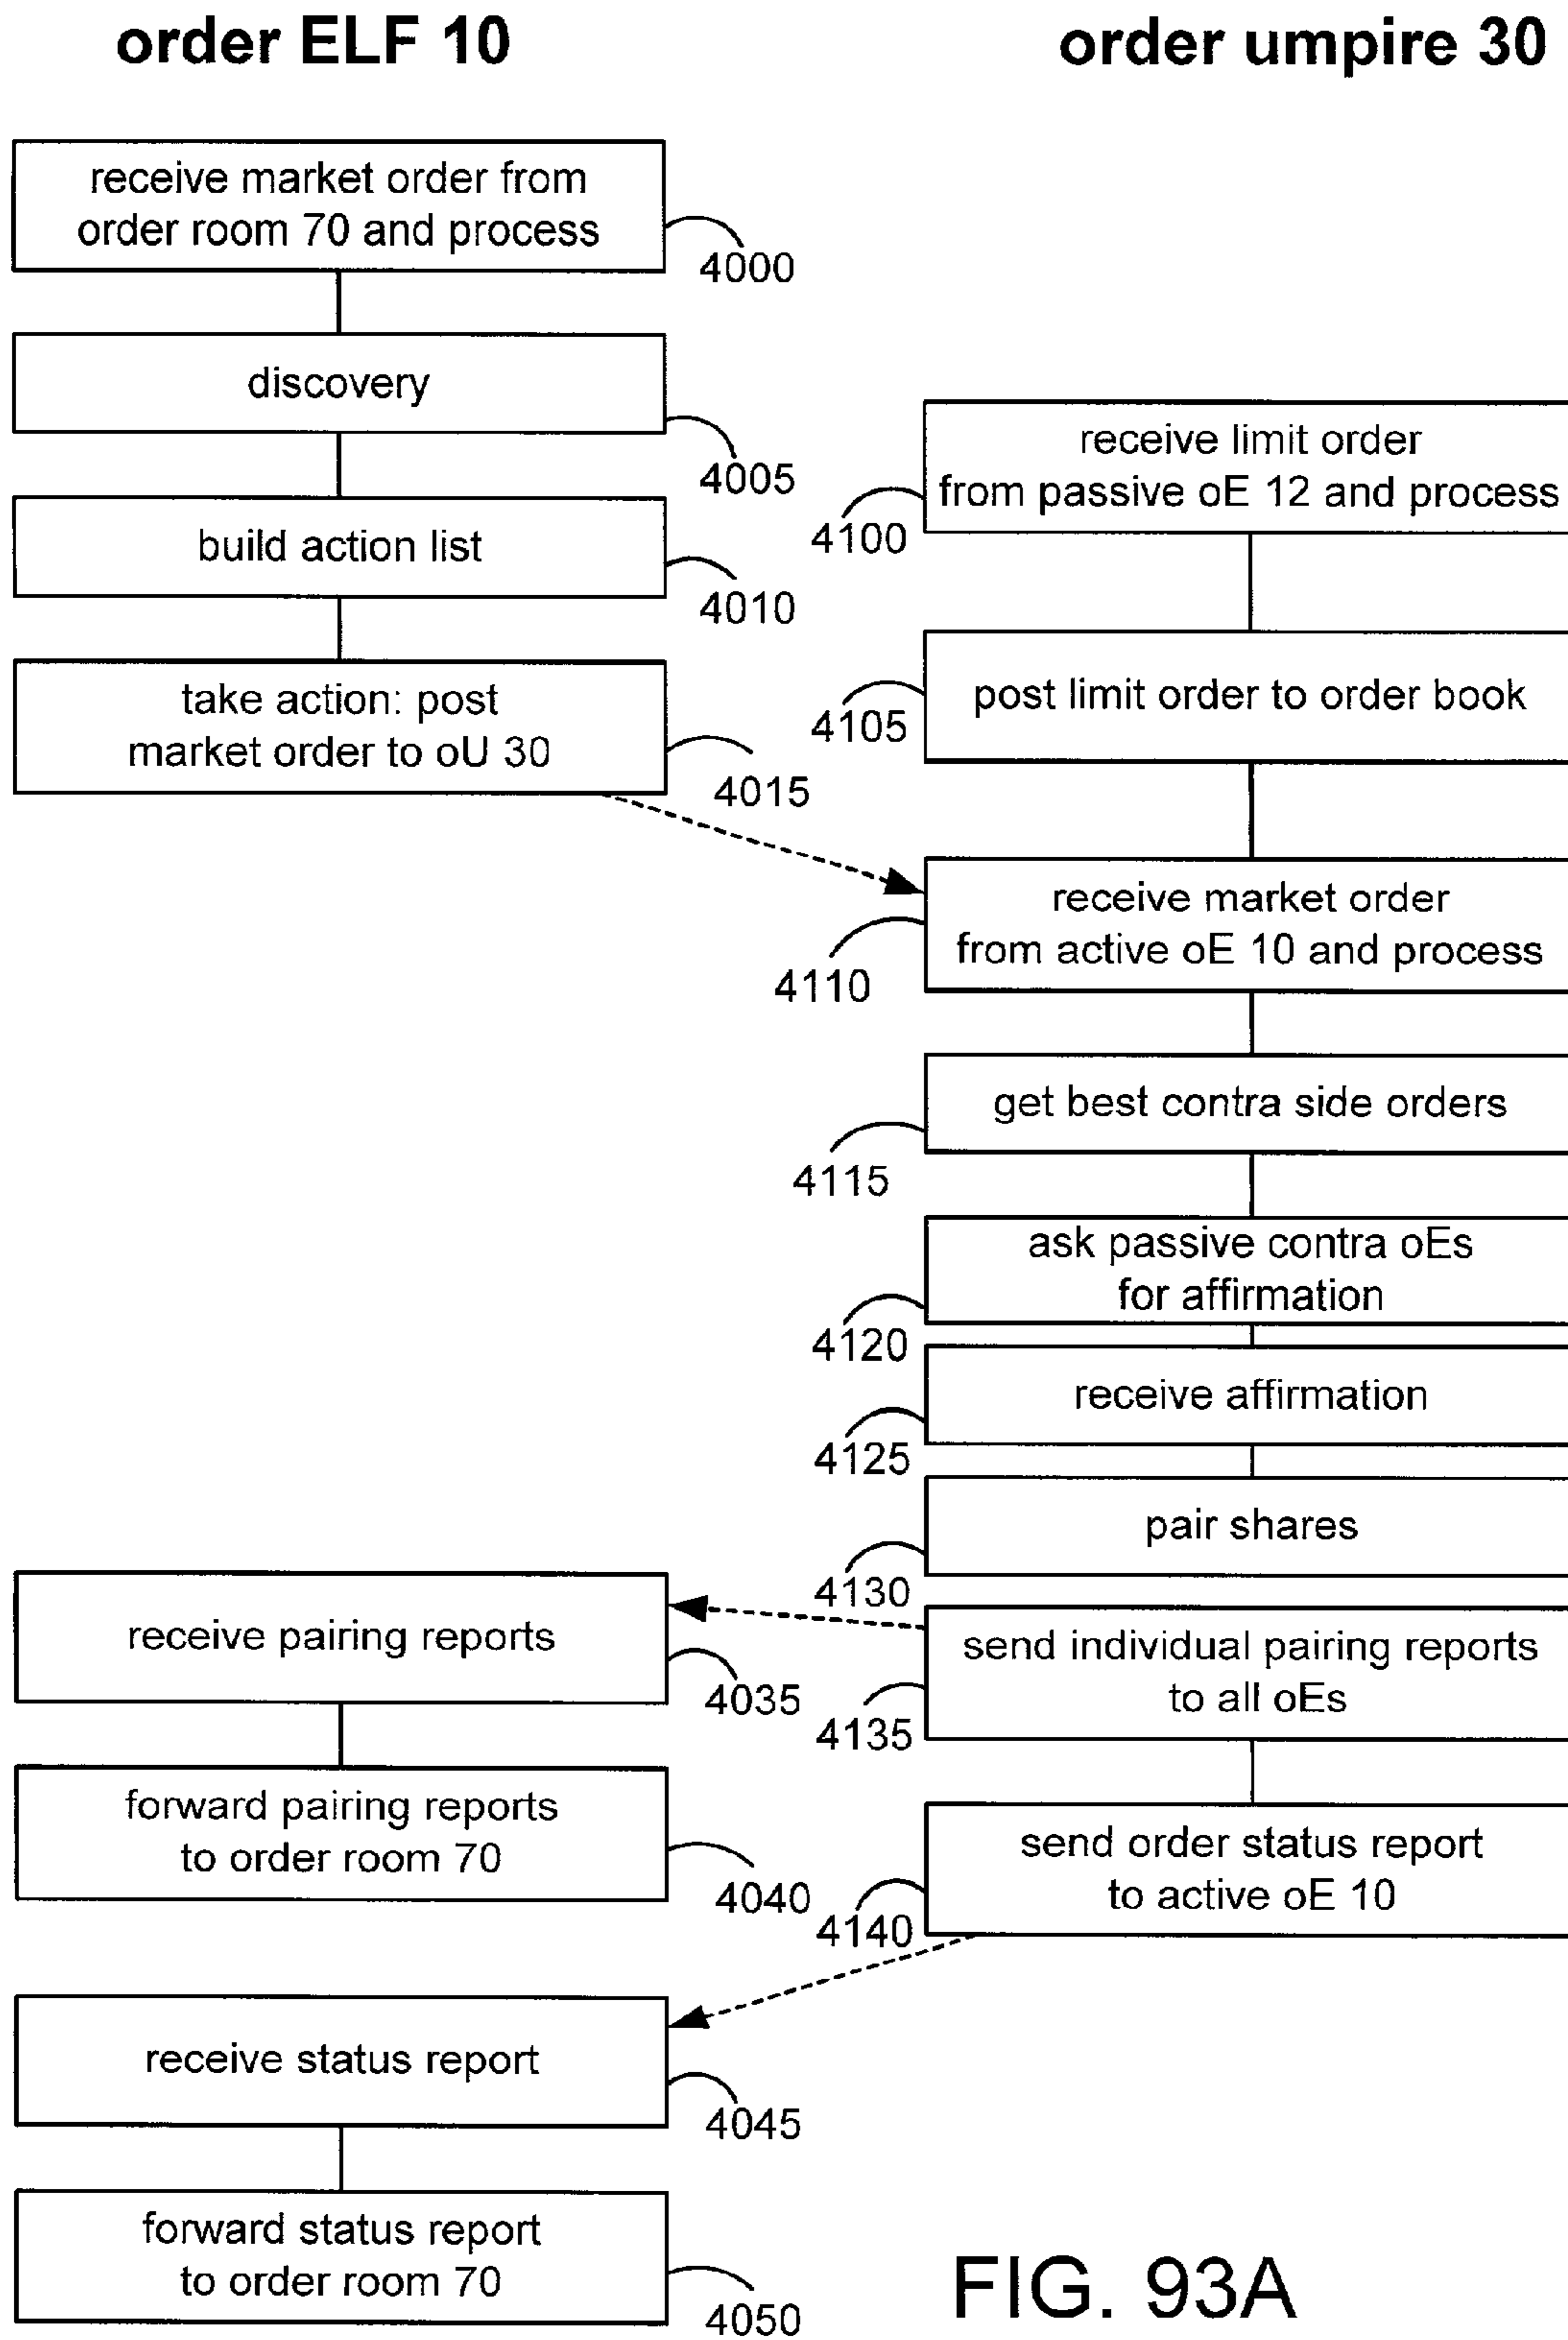 order ELF 10
order umpire 30
receive market order from
order room 70 and process
4000
discovery
4005
build action list
4010
take action: post
market order to oU 30
4015
receive limit order
from passive oE 12 and process
4100
post limit order to order book
4105
receive market order
from active oE 10 and process
4110
get best contra side orders
4115
ask passive contra oEs
for affirmation
4120
receive affirmation
4125
pair shares
4130
send individual pairing reports
to all oEs
4135
receive pairing reports
4035
forward pairing reports
to order room 70
4040
send order status report
to active oE 10
4140
receive status report
4045
forward status report
to order room 70
4050
FIG. 93A